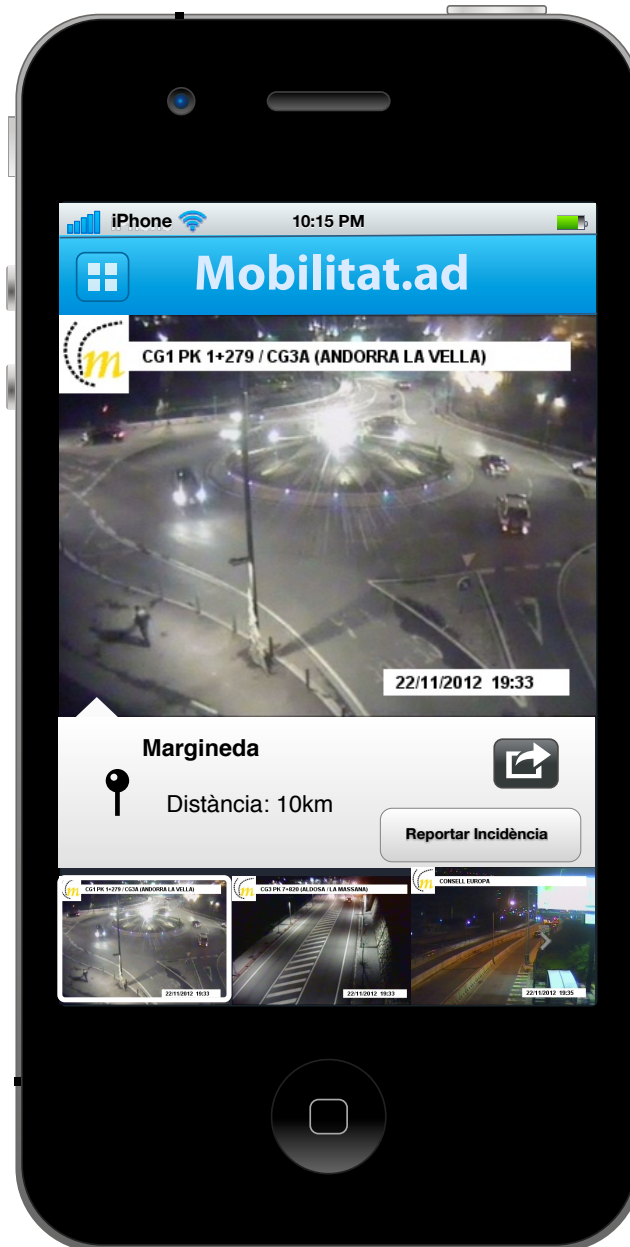 iPhone 10:15 PM
Mobilitat.ad
m
CG1 PK 1+279 / CG3A (ANDORRA LA VELLA)
22/11/2012 19:33
Margineda
Distància: 10km
Reportar Incidència
m CG1 PK 1+279 / CG3A (ANDORRA LA VELLA)
22/11/2012 19:33
m CG3 PK 7+820 (ALDOSA / LA MASSANA)
22/11/2012 19:33
m CONSELL EUROPA
22/11/2012 19:35